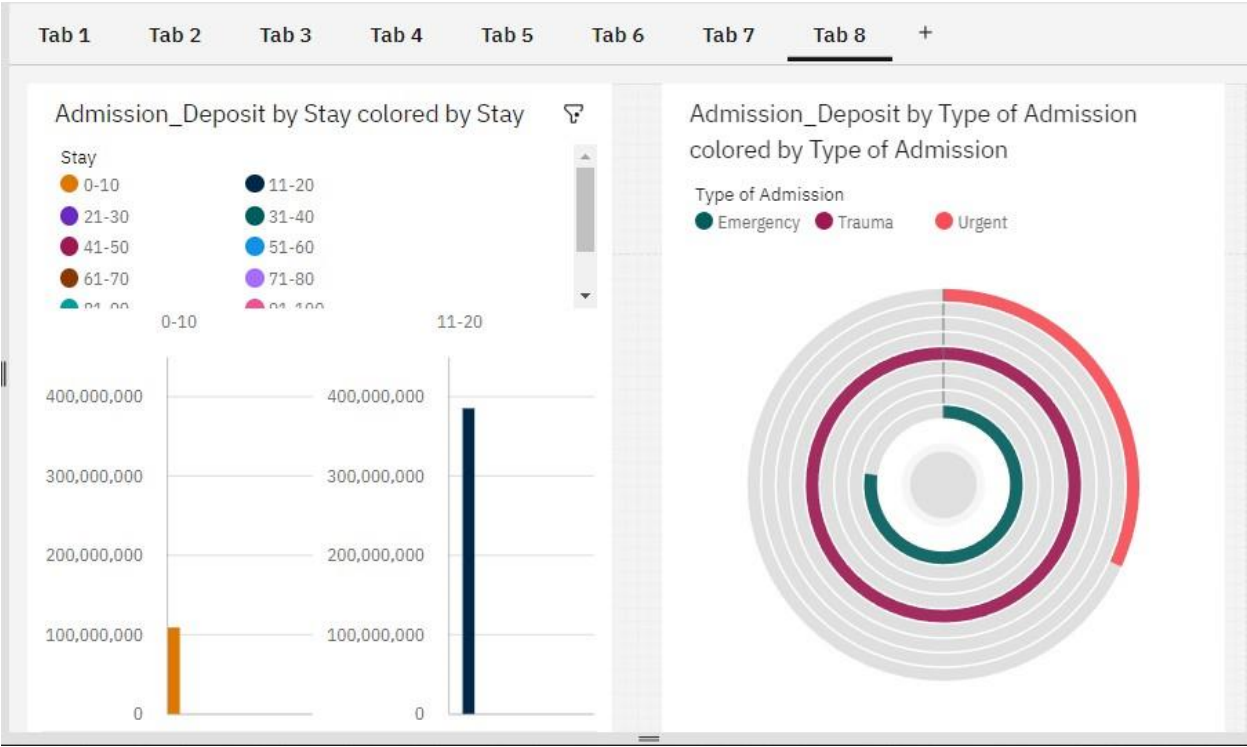 Tab 1 Tab 2 Tab 3 Tab 4 Tab 5 Tab 6 Tab 7 Tab 8 +
Admission_Deposit by Stay colored by Stay
Stay
0-10 11-20
21-30 31-40
41-50 51-60
61-70 71-80
0-10 11-20
400,000,000 400,000,000
300,000,000 300,000,000
200,000,000 200,000,000
100,000,000 100,000,000
0 0
Admission_Deposit by Type of Admission
colored by Type of Admission
Type of Admission
Emergency Trauma Urgent